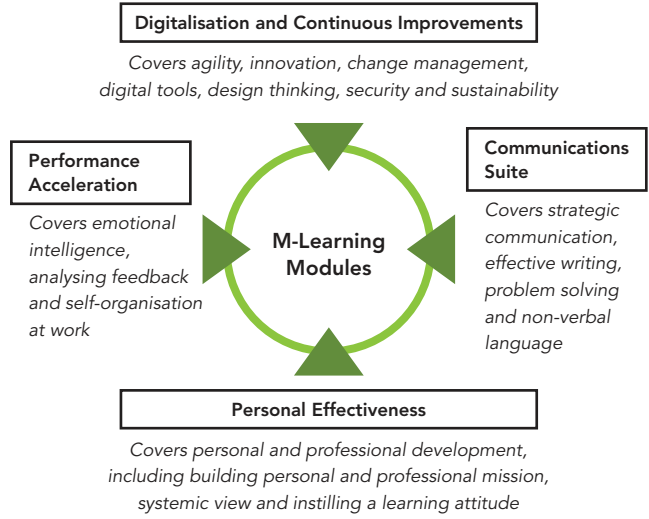 Digitalisation and Continuous Improvements
Covers agility, innovation, change management,
digital tools, design thinking, security and sustainability
Performance
Acceleration
Covers emotional
intelligence,
analysing feedback
and self-organisation
at work
M-Learning
Modules
Communications
Suite
Covers strategic
communication,
effective writing,
problem solving
and non-verbal
language
Personal Effectiveness
Covers personal and professional development,
including building personal and professional mission,
systemic view and instilling a learning attitude